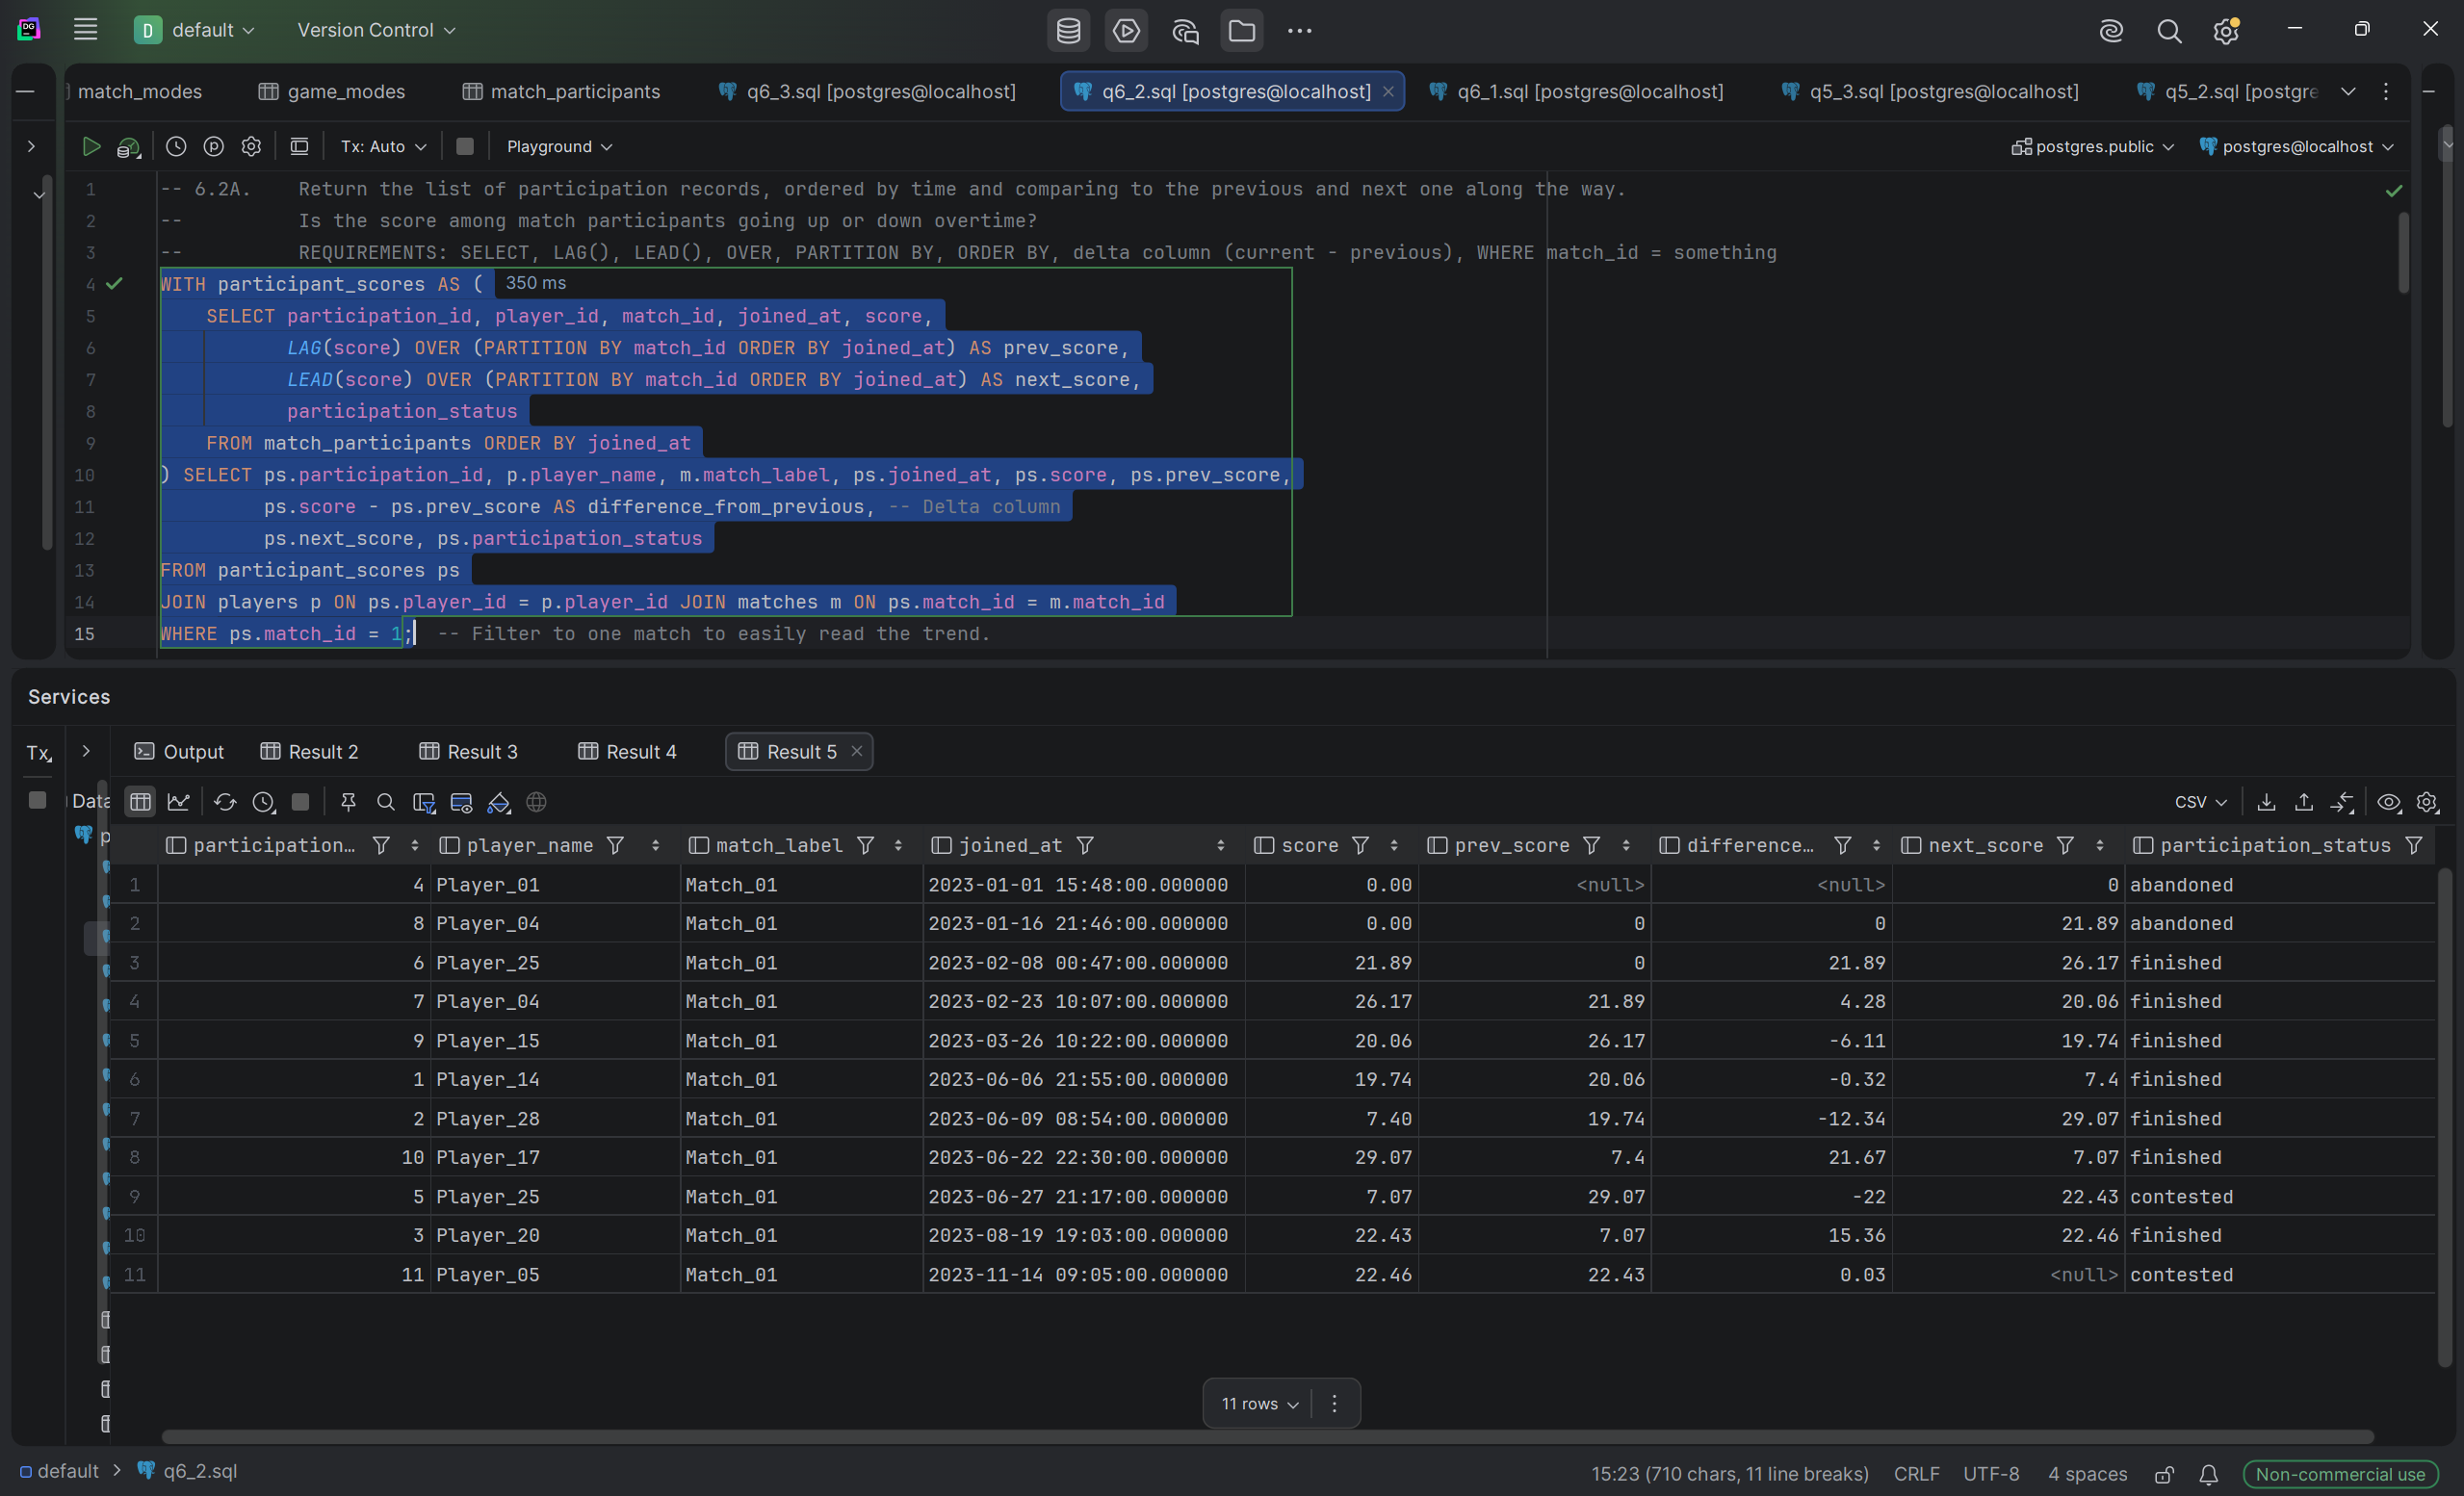 D default Version Control
match_modes game_modes match_participants q6_3.sql [postgres@localhost] q6_2.sql [postgres@localhost] q6_1.sql [postgres@localhost] q5_3.sql [postgres@localhost] q5_2.sql [postgre
Tx: Auto Playground postgres.public postgres@localhost
1 -- 6.2A. Return the list of participation records, ordered by time and comparing to the previous and next one along the way.
2 -- Is the score among match participants going up or down overtime?
3 -- REQUIREMENTS: SELECT, LAG(), LEAD(), OVER, PARTITION BY, ORDER BY, delta column (current - previous), WHERE match_id = something
4 WITH participant_scores AS ( 350 ms
5 SELECT participation_id, player_id, match_id, joined_at, score,
6 LAG(score) OVER (PARTITION BY match_id ORDER BY joined_at) AS prev_score,
7 LEAD(score) OVER (PARTITION BY match_id ORDER BY joined_at) AS next_score,
8 participation_status
9 FROM match_participants ORDER BY joined_at
10 ) SELECT ps.participation_id, p.player_name, m.match_label, ps.joined_at, ps.score, ps.prev_score,
11 ps.score - ps.prev_score AS difference_from_previous, -- Delta column
12 ps.next_score, ps.participation_status
13 FROM participant_scores ps
14 JOIN players p ON ps.player_id = p.player_id JOIN matches m ON ps.match_id = m.match_id
15 WHERE ps.match_id = 1; -- Filter to one match to easily read the trend.
Services
Tx Output Result 2 Result 3 Result 4 Result 5
Data CSV
p participation... player_name match_label joined_at score prev_score difference... next_score participation_status
1 4 Player_01 Match_01 2023-01-01 15:48:00.000000 0.00 <null> <null> 0 abandoned
2 8 Player_04 Match_01 2023-01-16 21:46:00.000000 0.00 0 0 21.89 abandoned
3 6 Player_25 Match_01 2023-02-08 00:47:00.000000 21.89 0 21.89 26.17 finished
4 7 Player_04 Match_01 2023-02-23 10:07:00.000000 26.17 21.89 4.28 20.06 finished
5 9 Player_15 Match_01 2023-03-26 10:22:00.000000 20.06 26.17 -6.11 19.74 finished
6 1 Player_14 Match_01 2023-06-06 21:55:00.000000 19.74 20.06 -0.32 7.4 finished
7 2 Player_28 Match_01 2023-06-09 08:54:00.000000 7.40 19.74 -12.34 29.07 finished
8 10 Player_17 Match_01 2023-06-22 22:30:00.000000 29.07 7.4 21.67 7.07 finished
9 5 Player_25 Match_01 2023-06-27 21:17:00.000000 7.07 29.07 -22 22.43 contested
10 3 Player_20 Match_01 2023-08-19 19:03:00.000000 22.43 7.07 15.36 22.46 finished
11 11 Player_05 Match_01 2023-11-14 09:05:00.000000 22.46 22.43 0.03 <null> contested
11 rows
default q6_2.sql 15:23 (710 chars, 11 line breaks) CRLF UTF-8 4 spaces Non-commercial use